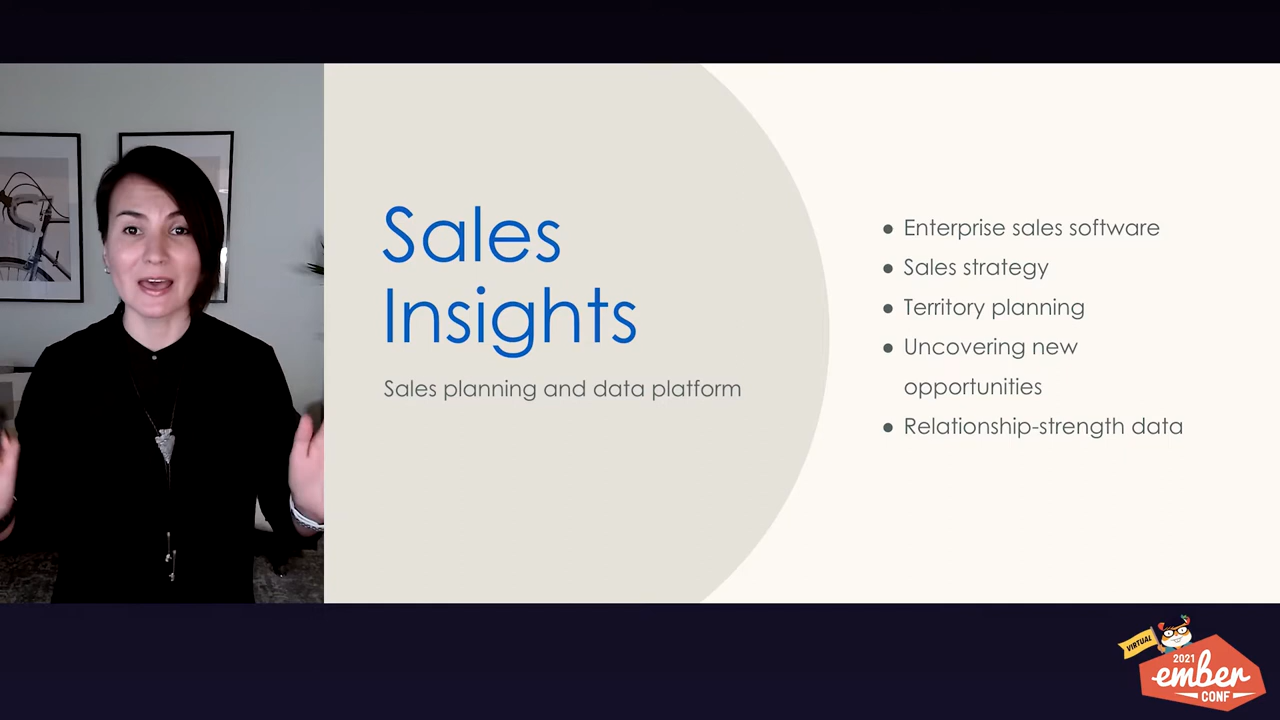 Sales
Insights
Sales planning and data platform
● Enterprise sales software
● Sales strategy
● Territory planning
● Uncovering new
opportunities
● Relationship-strength data
VIRTUAL
2021
ember
CONF